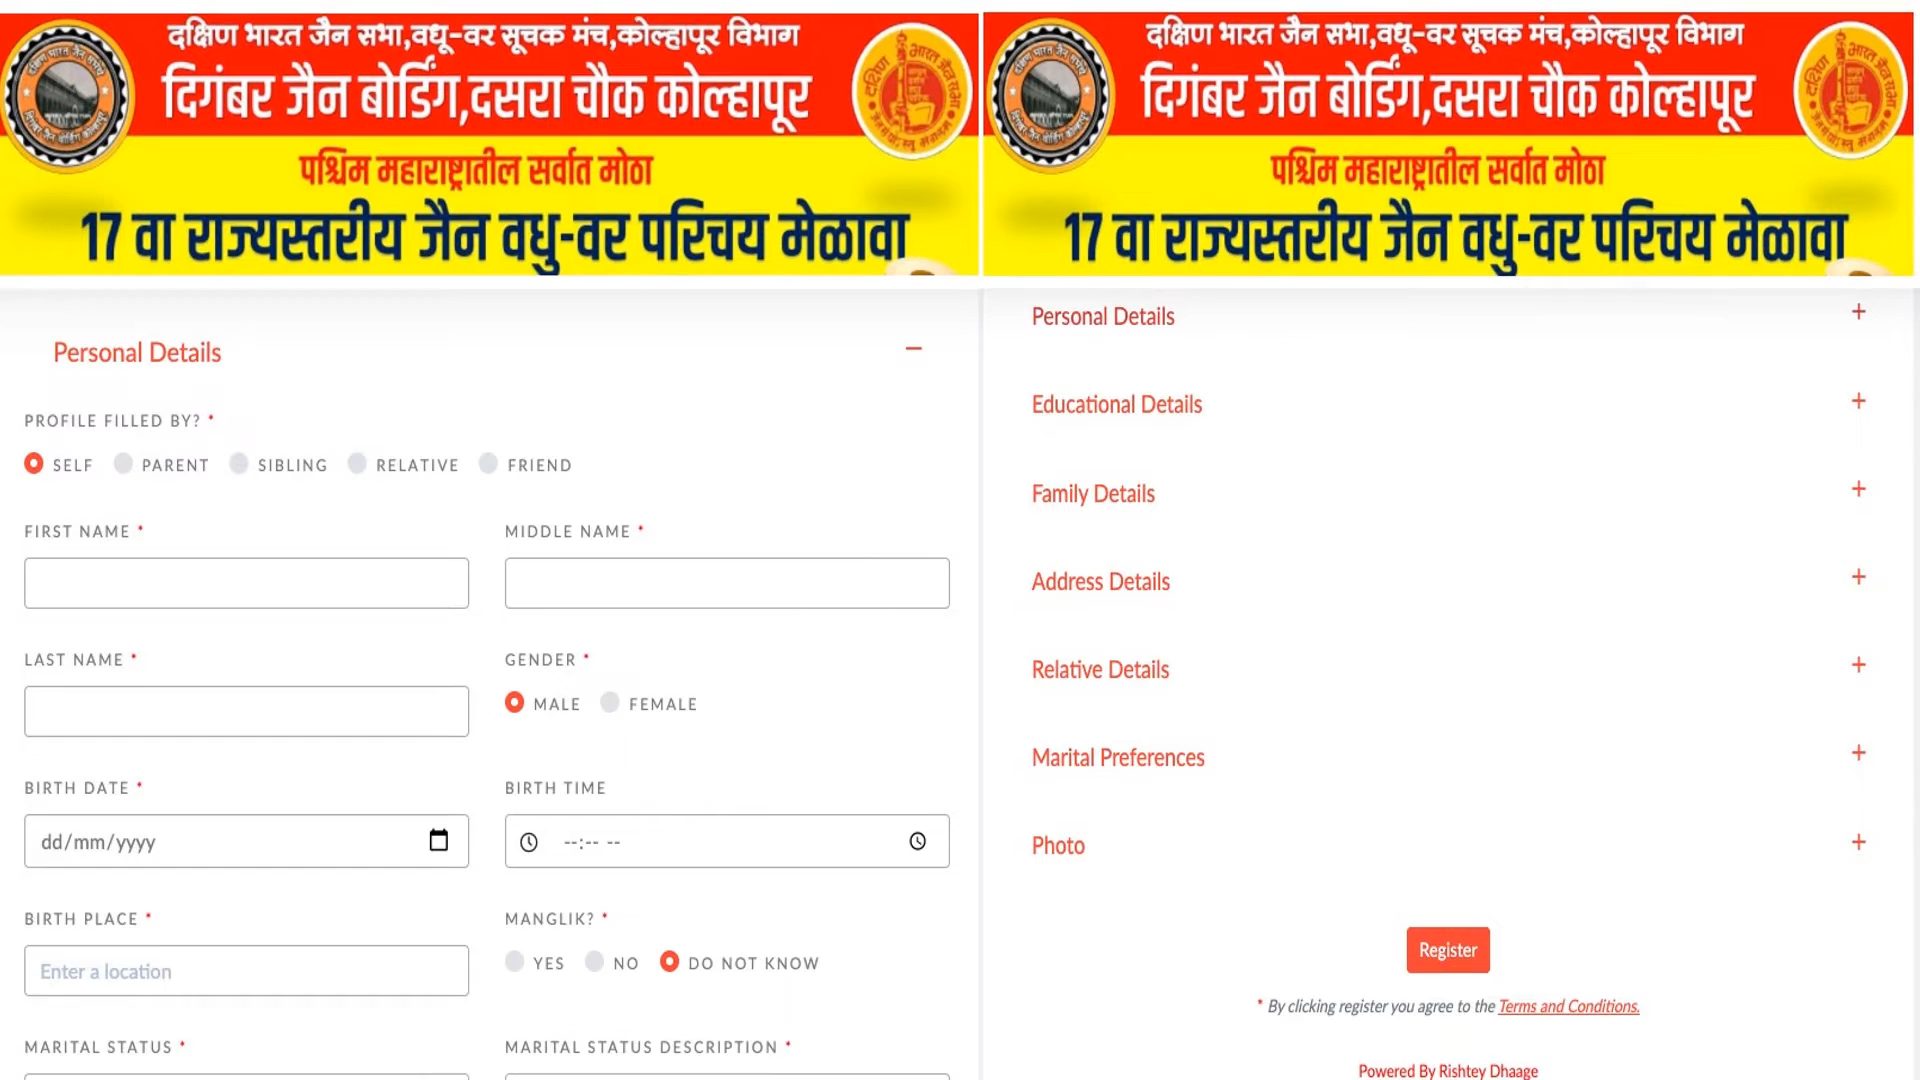 दक्षिण भारत जैन सभा,वधू-वर सूचक मंच,कोल्हापूर विभाग
दिगंबर जैन बोर्डिंग,दसरा चौक कोल्हापूर
पश्चिम महाराष्ट्रातील सर्वात मोठा
17 वा राज्यस्तरीय जैन वधु-वर परिचय मेळावा
Personal Details
PROFILE FILLED BY? *
SELF PARENT SIBLING RELATIVE FRIEND
FIRST NAME * MIDDLE NAME *
LAST NAME * GENDER *
MALE FEMALE
BIRTH DATE * BIRTH TIME
dd/mm/yyyy --:-- --
BIRTH PLACE * MANGLIK? *
Enter a location YES NO DO NOT KNOW
MARITAL STATUS * MARITAL STATUS DESCRIPTION *
दक्षिण भारत जैन सभा,वधू-वर सूचक मंच,कोल्हापूर विभाग
दिगंबर जैन बोर्डिंग,दसरा चौक कोल्हापूर
पश्चिम महाराष्ट्रातील सर्वात मोठा
17 वा राज्यस्तरीय जैन वधु-वर परिचय मेळावा
Personal Details +
Educational Details +
Family Details +
Address Details +
Relative Details +
Marital Preferences +
Photo +
Register
* By clicking register you agree to the Terms and Conditions.
Powered By Rishtey Dhaage